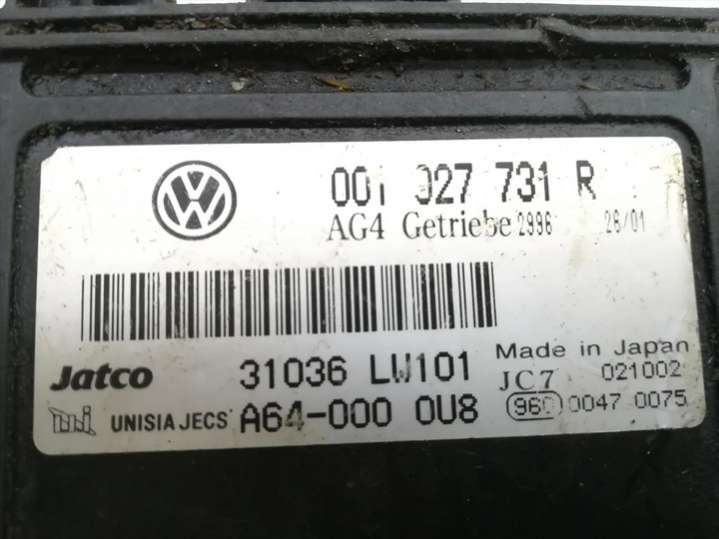 001 927 731 R
AG4 Getriebe 2996 26/01
Jatco 31036 LW101 Made in Japan
JC7 021002
UNISIA JECS A64-000 0U8 960 0047 0075